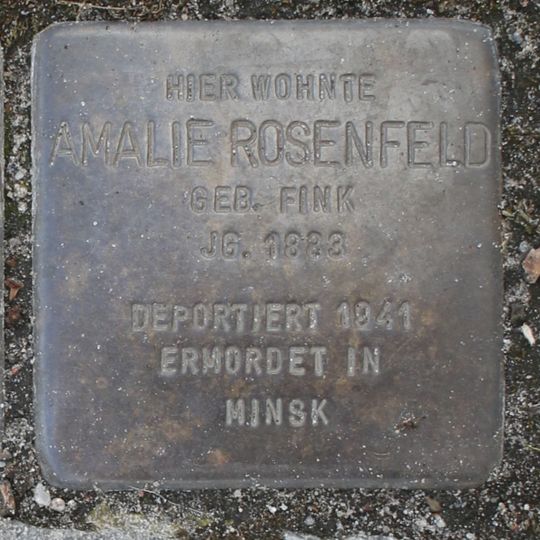 HIER WOHNTE
AMALIE ROSENFELD
GEB. FINK
JG. 1883
DEPORTIERT 1941
ERMORDET IN
MINSK